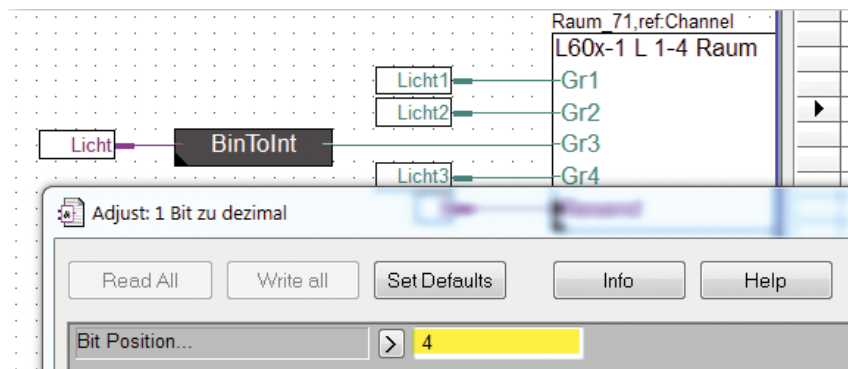 Raum_71,ref:Channel
L60x-1 L 1-4 Raum
Licht1 Gr1
Licht2 Gr2
Licht BinToInt Gr3
Licht3 Gr4
Resend
Adjust: 1 Bit zu dezimal
Read All Write all Set Defaults Info Help
Bit Position... > 4